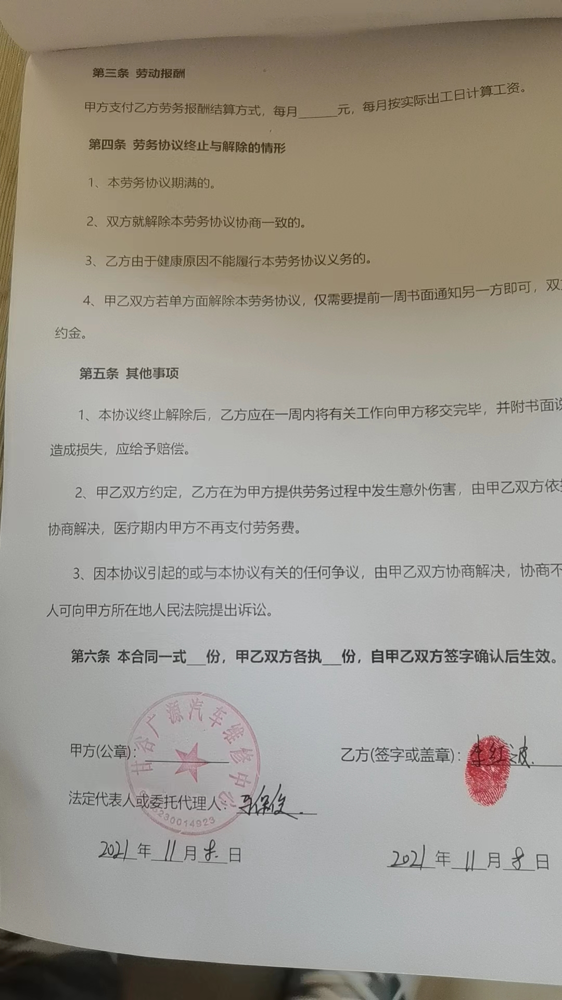 第三条 劳动报酬
甲方支付乙方劳务报酬结算方式，每月______元，每月按实际出工日计算工资。
第四条 劳务协议终止与解除的情形
1、本劳务协议期满的。
2、双方就解除本劳务协议协商一致的。
3、乙方由于健康原因不能履行本劳务协议义务的。
4、甲乙双方若单方面解除本劳务协议，仅需要提前一周书面通知另一方即可，双
约金。
第五条 其他事项
1、本协议终止解除后，乙方应在一周内将有关工作向甲方移交完毕，并附书面说
造成损失，应给予赔偿。
2、甲乙双方约定，乙方在为甲方提供劳务过程中发生意外伤害，由甲乙双方依
协商解决，医疗期内甲方不再支付劳务费。
3、因本协议引起的或与本协议有关的任何争议，由甲乙双方协商解决，协商不
人可向甲方所在地人民法院提出诉讼。
第六条 本合同一式___份，甲乙双方各执___份，自甲乙双方签字确认后生效。
甘谷广源汽车维修中心
甲方(公章)：
乙方(签字或盖章)：李红波
法定代表人或委托代理人：保俊
230014923
2021年11月8日
2021年11月8日